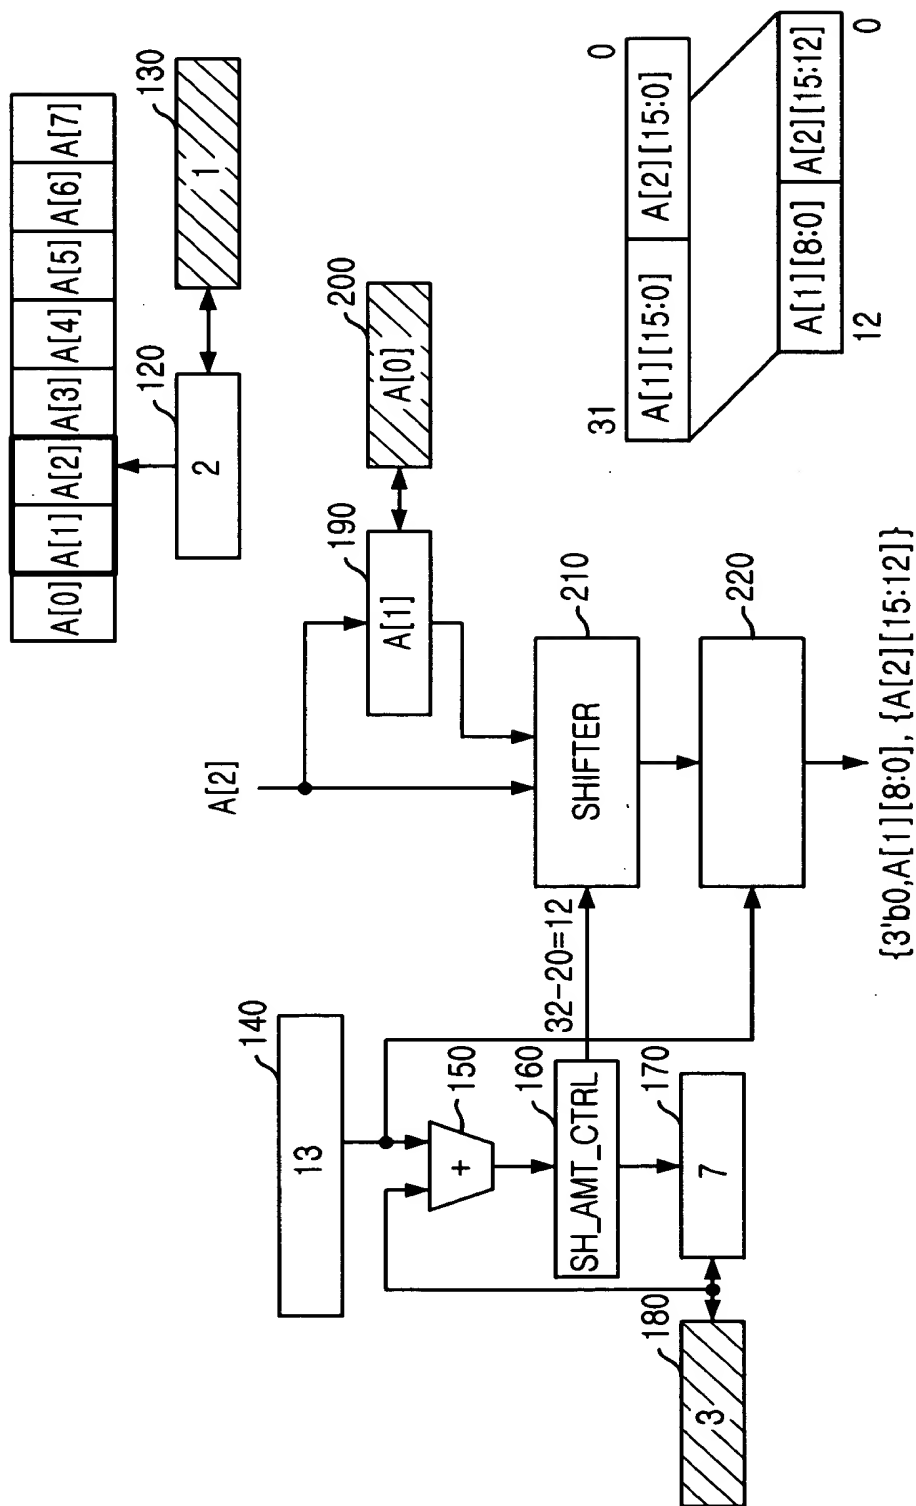 A[0] A[1] A[2] A[3] A[4] A[5] A[6] A[7]
120
130
2
1
140
13
A[2]
190
200
A[1]
A[0]
150
+
160
SH_AMT_CTRL
32-20=12
SHIFTER
210
180
170
3
7
220
{3'b0,A[1][8:0], {A[2][15:12]}
31
0
A[1][15:0] A[2][15:0]
A[1][8:0] A[2][15:12]
12
0